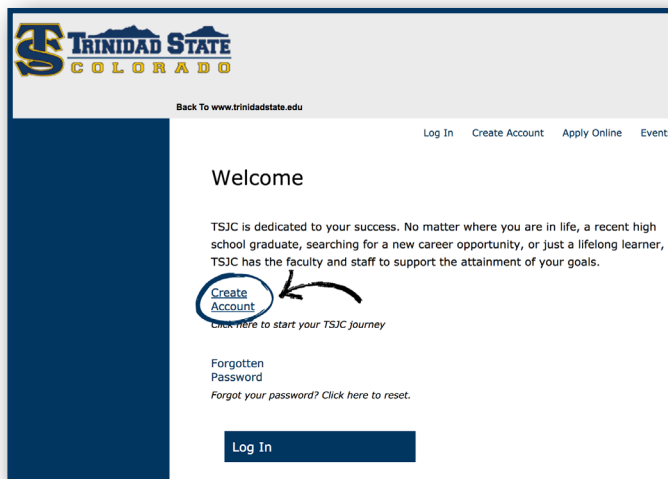 TS TRINIDAD STATE
COLORADO
Back To www.trinidadstate.edu
Log In Create Account Apply Online Event
Welcome
TSJC is dedicated to your success. No matter where you are in life, a recent high
school graduate, searching for a new career opportunity, or just a lifelong learner,
TSJC has the faculty and staff to support the attainment of your goals.
Create
Account
Click here to start your TSJC journey
Forgotten
Password
Forgot your password? Click here to reset.
Log In